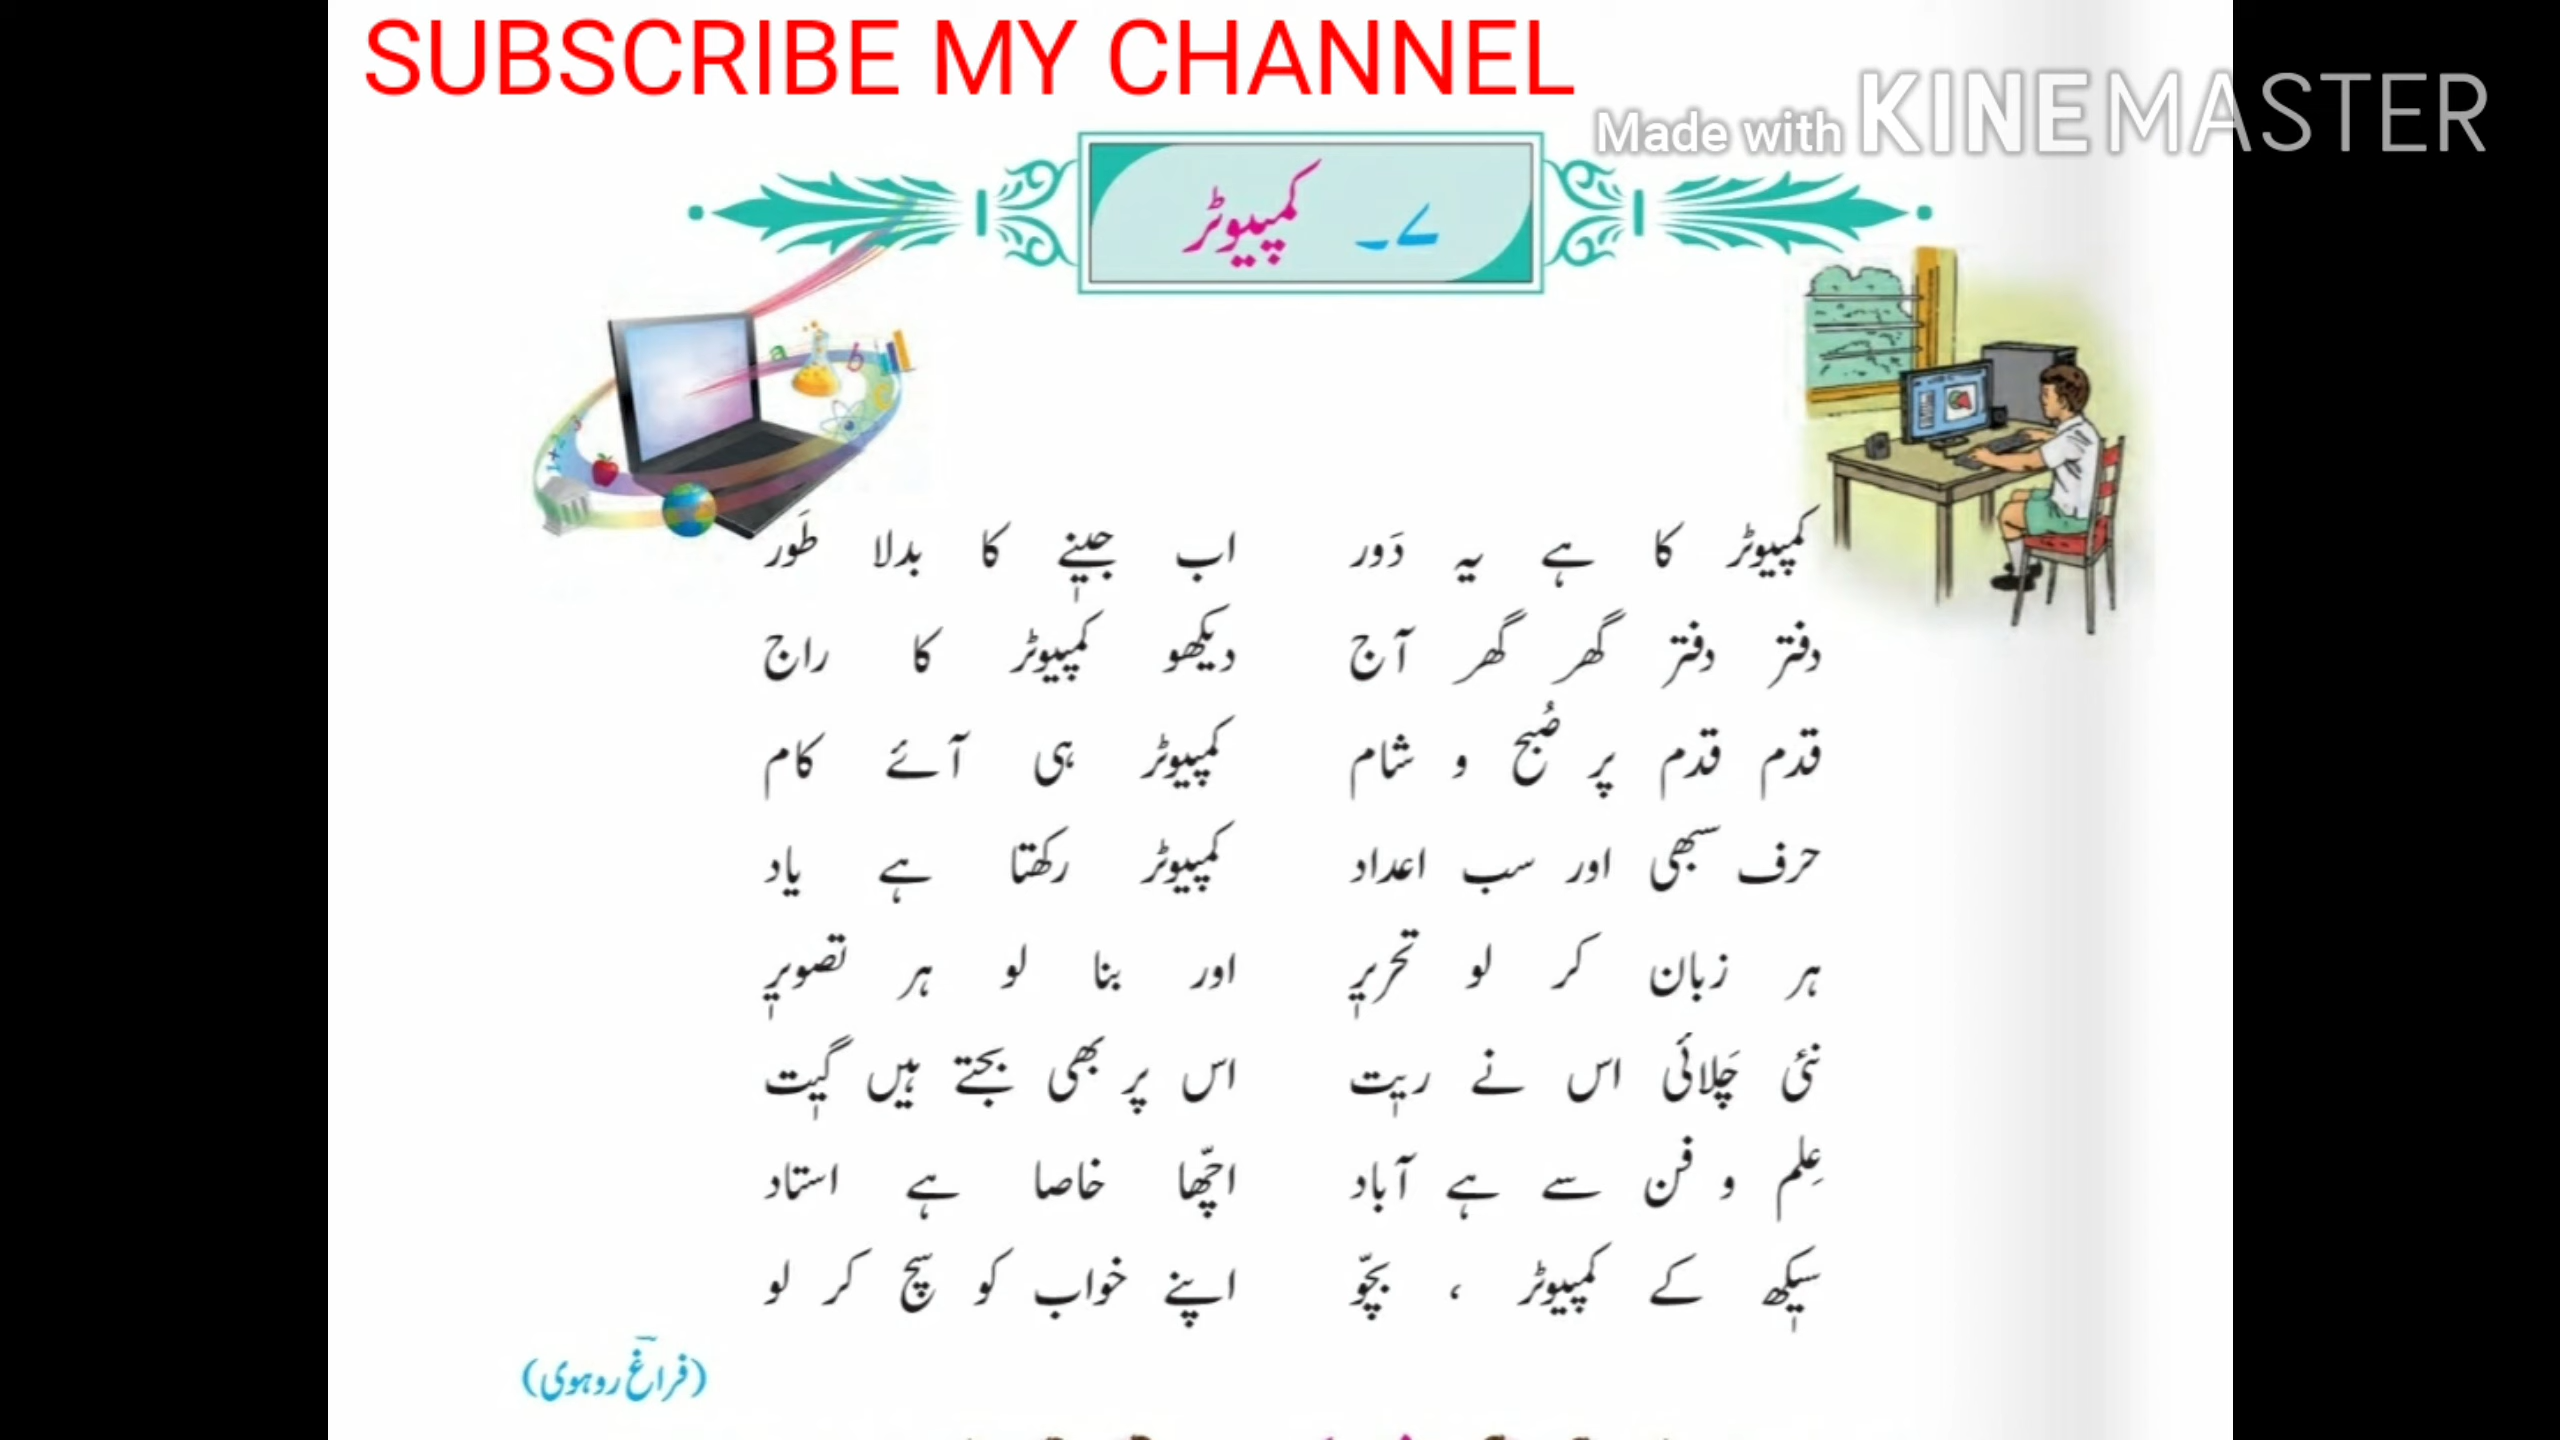 SUBSCRIBE MY CHANNEL
Made with KINEMASTER
۷۔ کمپیوٹر
کمپیوٹر کا ہے یہ دَور اب جینے کا بدلا طَور
دفتر دفتر گھر گھر آج دیکھو کمپیوٹر کا راج
قدم قدم پر صُبح و شام کمپیوٹر ہی آئے کام
حرف سبھی اور سب اعداد کمپیوٹر رکھتا ہے یاد
ہر زبان کر لو تحریر اور بنا لو ہر تصویر
نئی چَلائی اس نے ریت اس پر بھی بجتے ہیں گیت
عِلم و فن سے ہے آباد اچّھا خاصا ہے استاد
سیکھ کے کمپیوٹر ، بچّو اپنے خواب کو سچ کر لو
(فراغؔ روہوی)